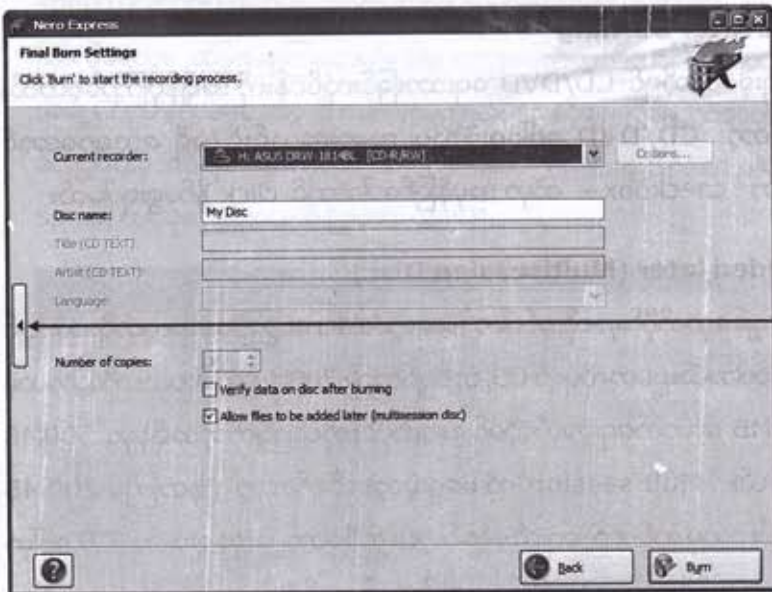 Nero Express
Final Burn Settings
Click 'Burn' to start the recording process.
Current recorder: H: ASUS DRW-1814BL [CD-R/RW] Options...
Disc name: My Disc
Title (CD TEXT):
Artist (CD TEXT):
Language:
Number of copies:
Verify data on disc after burning
Allow files to be added later (multisession disc)
Back Burn